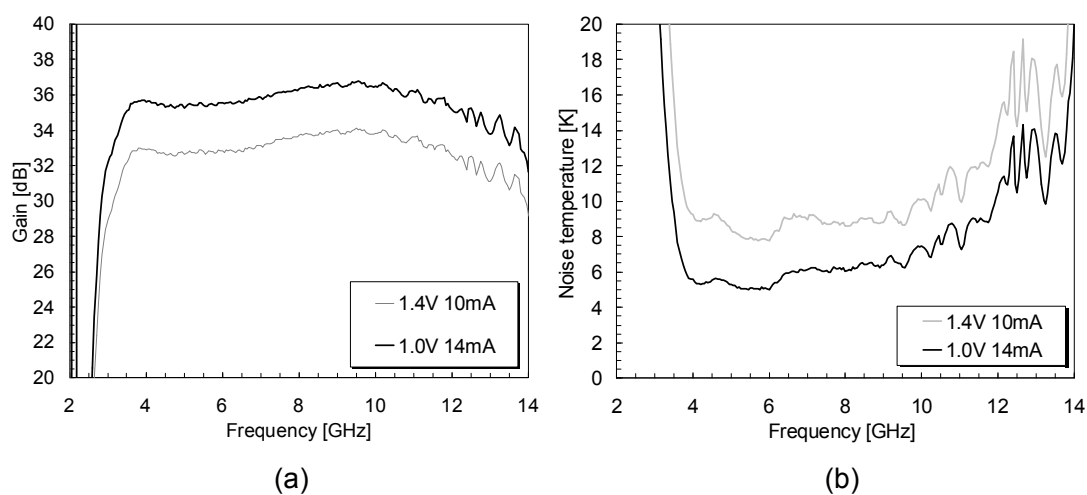 40
38
36
34
32
30
28
26
24
22
20
Gain [dB]
1.4V 10mA
1.0V 14mA
2 4 6 8 10 12 14
Frequency [GHz]
(a)
20
18
16
14
12
10
8
6
4
2
0
Noise temperature [K]
1.4V 10mA
1.0V 14mA
2 4 6 8 10 12 14
Frequency [GHz]
(b)